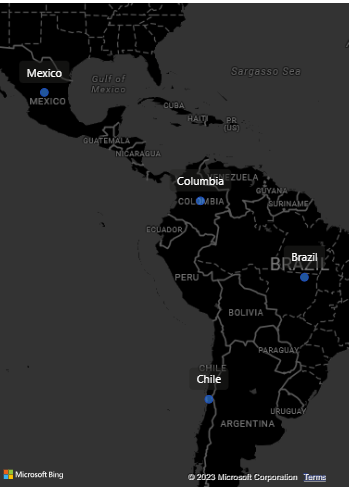 Mexico
MEXICO
Gulf of
Mexico
Sargasso Sea
CUBA
HAITI
PR
(US)
GUATEMALA
NICARAGUA
Columbia
VENEZUELA
COLOMBIA
GUYANA
SURINAME
ECUADOR
Brazil
BRAZIL
PERU
BOLIVIA
PARAGUAY
CHILE
Chile
URUGUAY
ARGENTINA
Microsoft Bing
© 2023 Microsoft Corporation Terms